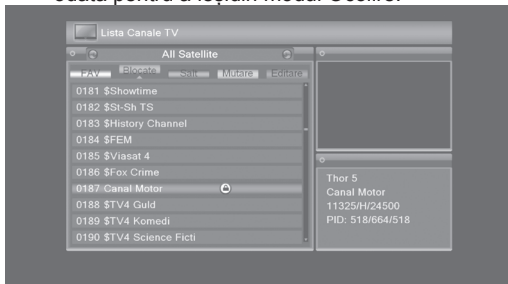 Lista Canale TV
All Satellite
FAV Blocate Salt Mutare Editare
0181 $Showtime
0182 $St-Sh TS
0183 $History Channel
0184 $FEM
0185 $Viasat 4
0186 $Fox Crime
0187 Canal Motor
0188 $TV4 Guld
0189 $TV4 Komedi
0190 $TV4 Science Ficti
Thor 5
Canal Motor
11325/H/24500
PID: 518/664/518